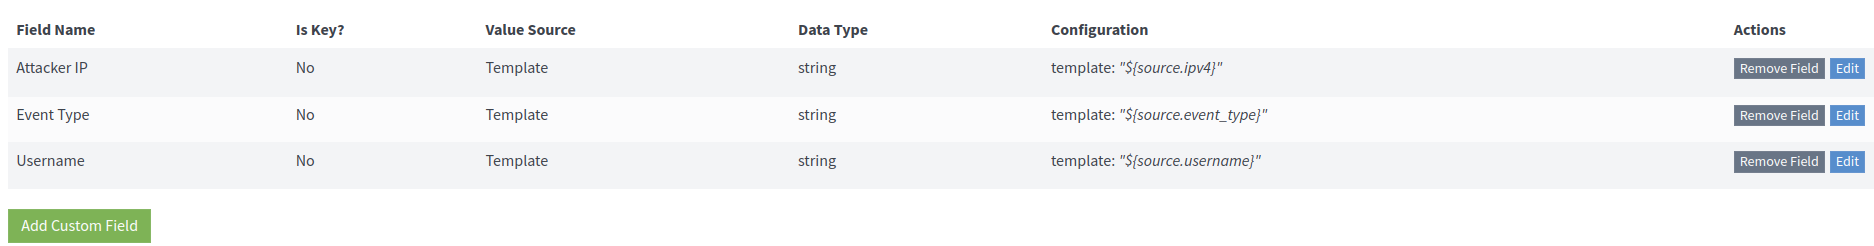 Field Name Is Key? Value Source Data Type Configuration Actions
Attacker IP No Template string template: "${source.ipv4}" Remove Field Edit
Event Type No Template string template: "${source.event_type}" Remove Field Edit
Username No Template string template: "${source.username}" Remove Field Edit
Add Custom Field